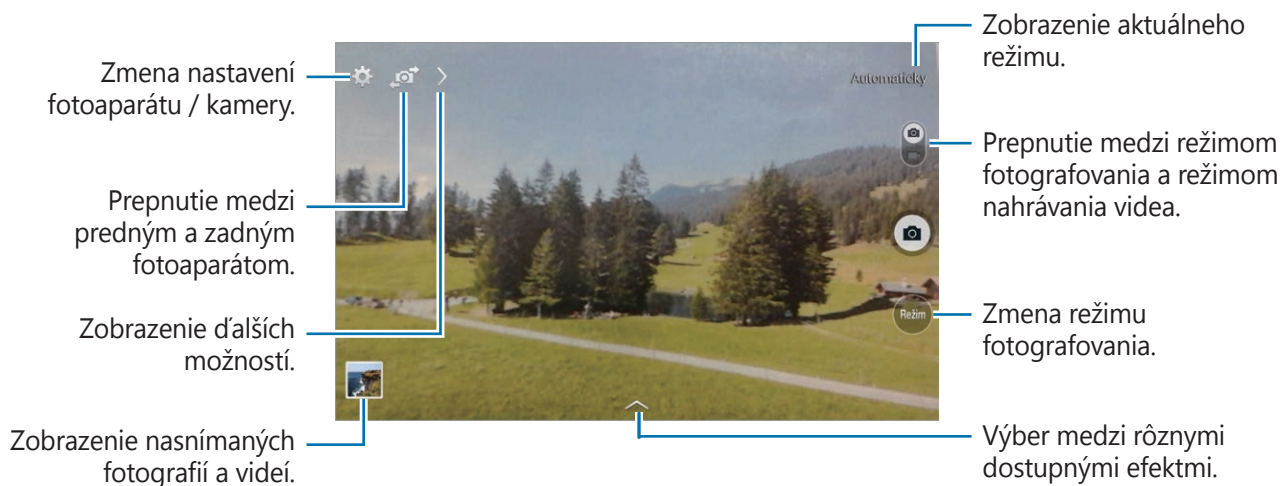 Zmena nastavení
fotoaparátu / kamery.
Prepnutie medzi
predným a zadným
fotoaparátom.
Zobrazenie ďalších
možností.
Zobrazenie nasnímaných
fotografií a videí.
Automaticky
Režim
Zobrazenie aktuálneho
režimu.
Prepnutie medzi režimom
fotografovania a režimom
nahrávania videa.
Zmena režimu
fotografovania.
Výber medzi rôznymi
dostupnými efektmi.